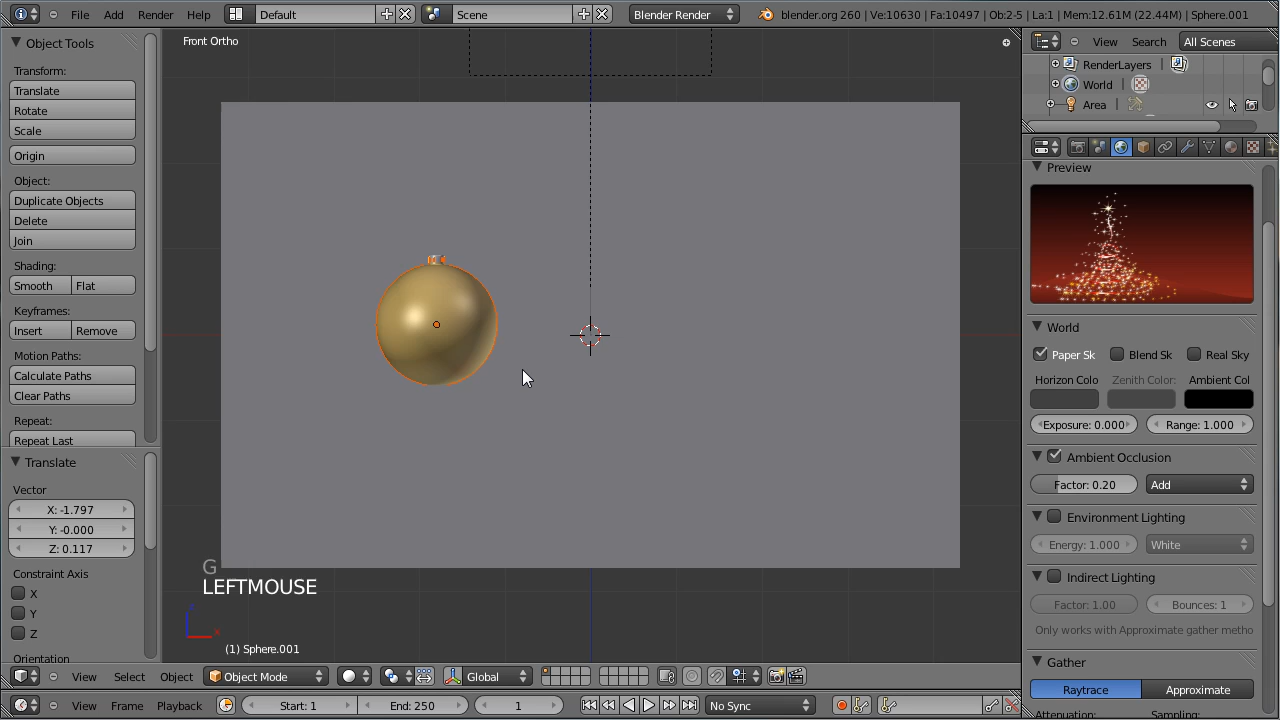 File Add Render Help Default Scene Blender Render blender.org 260 | Ve:10630 | Fa:10497 | Ob:2-5 | La:1 | Mem:12.61M (22.44M) | Sphere.001
Object Tools
Transform:
Translate
Rotate
Scale
Origin
Object:
Duplicate Objects
Delete
Join
Shading:
Smooth Flat
Keyframes:
Insert Remove
Motion Paths:
Calculate Paths
Clear Paths
Repeat:
Repeat Last
Translate
Vector
X: -1.797
Y: -0.000
Z: 0.117
Constraint Axis
X
Y
Z
Orientation
Front Ortho
G
LEFTMOUSE
z
x
(1) Sphere.001
View Select Object Object Mode Global
View Frame Playback Start: 1 End: 250 1 No Sync
View Search All Scenes
RenderLayers |
World |
Area |
Preview
World
Paper Sk Blend Sk Real Sky
Horizon Colo Zenith Color: Ambient Col
Exposure: 0.000 Range: 1.000
Ambient Occlusion
Factor: 0.20 Add
Environment Lighting
Energy: 1.000 White
Indirect Lighting
Factor: 1.00 Bounces: 1
Only works with Approximate gather metho
Gather
Raytrace Approximate
Attenuation: Sampling: